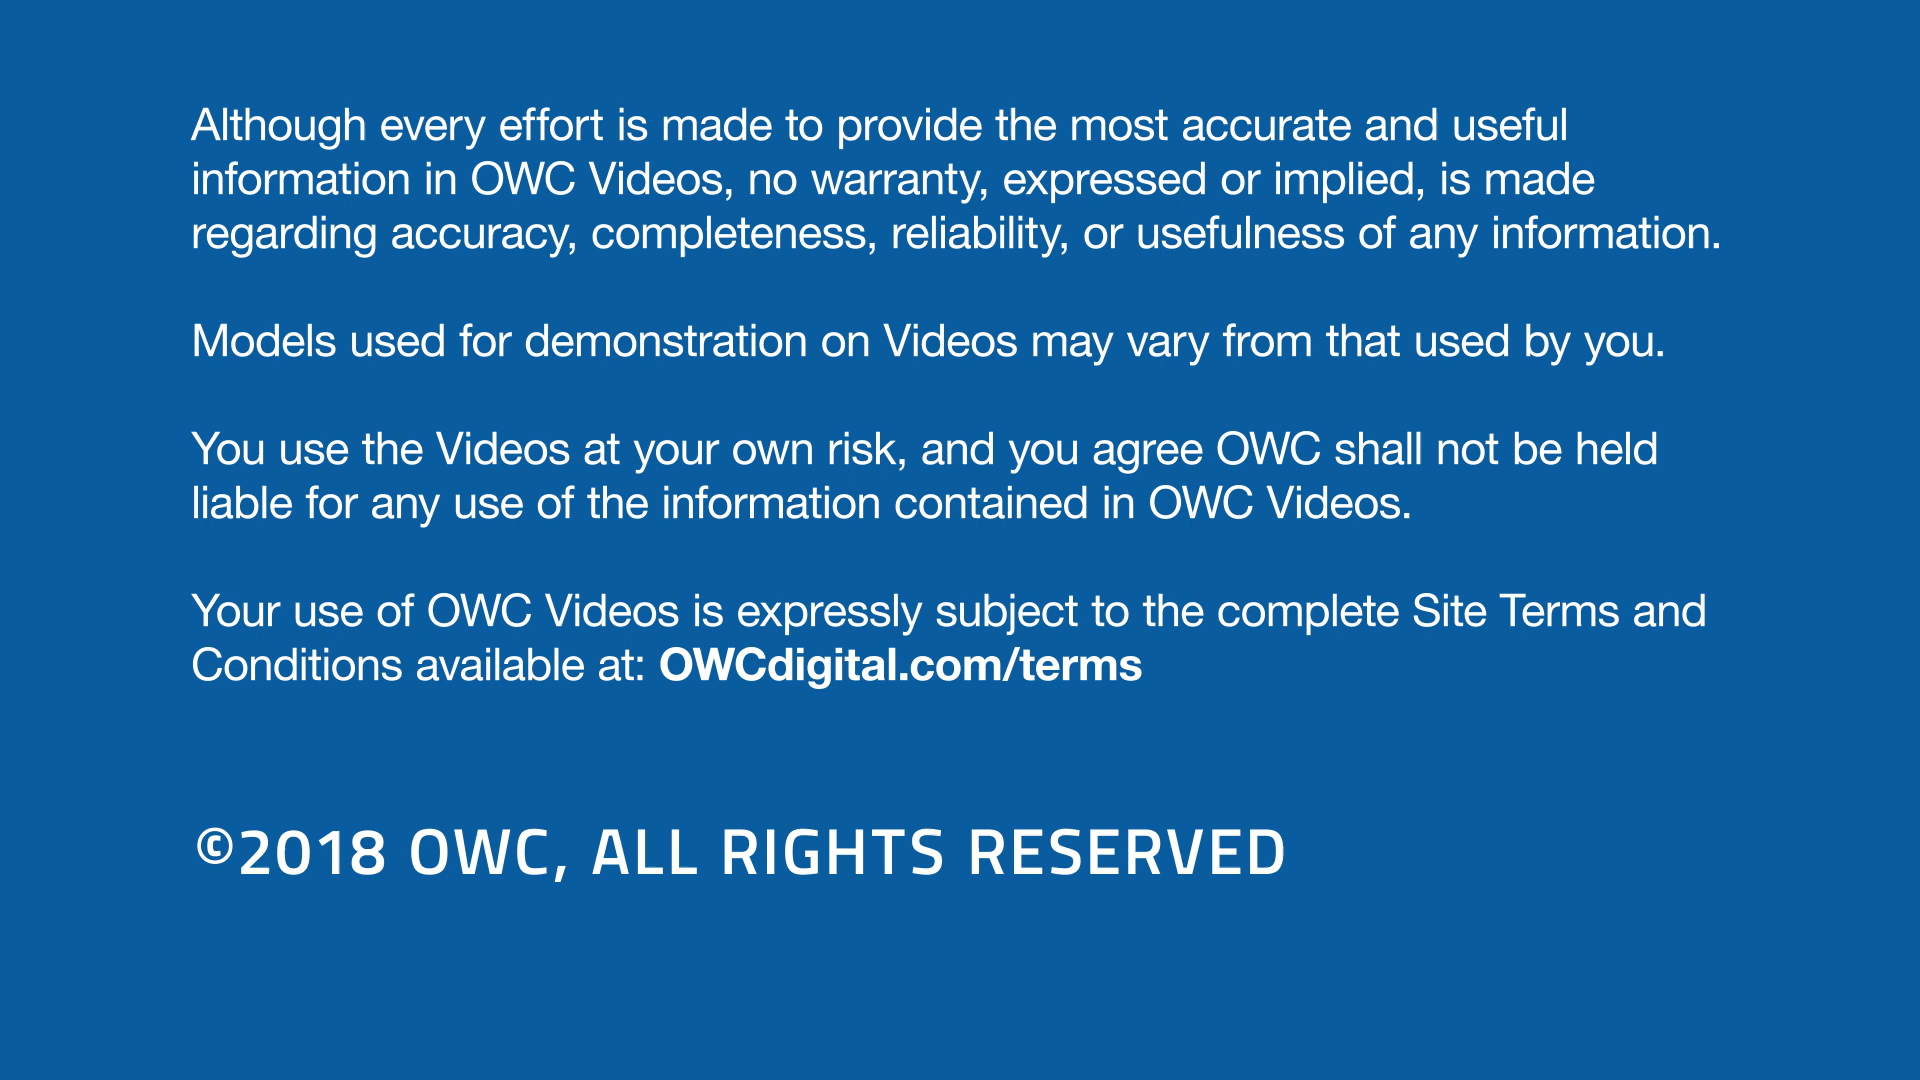 Although every effort is made to provide the most accurate and useful
information in OWC Videos, no warranty, expressed or implied, is made
regarding accuracy, completeness, reliability, or usefulness of any information.
Models used for demonstration on Videos may vary from that used by you.
You use the Videos at your own risk, and you agree OWC shall not be held
liable for any use of the information contained in OWC Videos.
Your use of OWC Videos is expressly subject to the complete Site Terms and
Conditions available at: OWCdigital.com/terms
©2018 OWC, ALL RIGHTS RESERVED